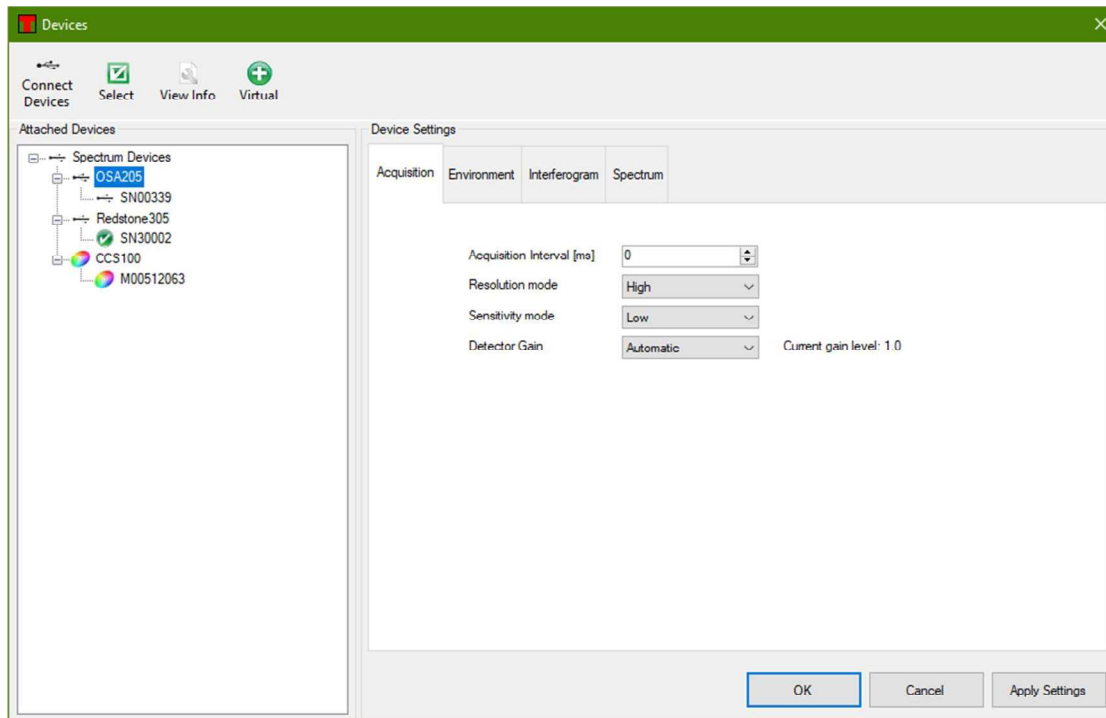 Devices
Connect Devices
Select
View Info
Virtual
Attached Devices
Spectrum Devices
OSA205
SN00339
Redstone305
SN30002
CCS100
M00512063
Device Settings
Acquisition Environment Interferogram Spectrum
Acquisition Interval [ms] 0
Resolution mode High
Sensitivity mode Low
Detector Gain Automatic Current gain level: 1.0
OK Cancel Apply Settings